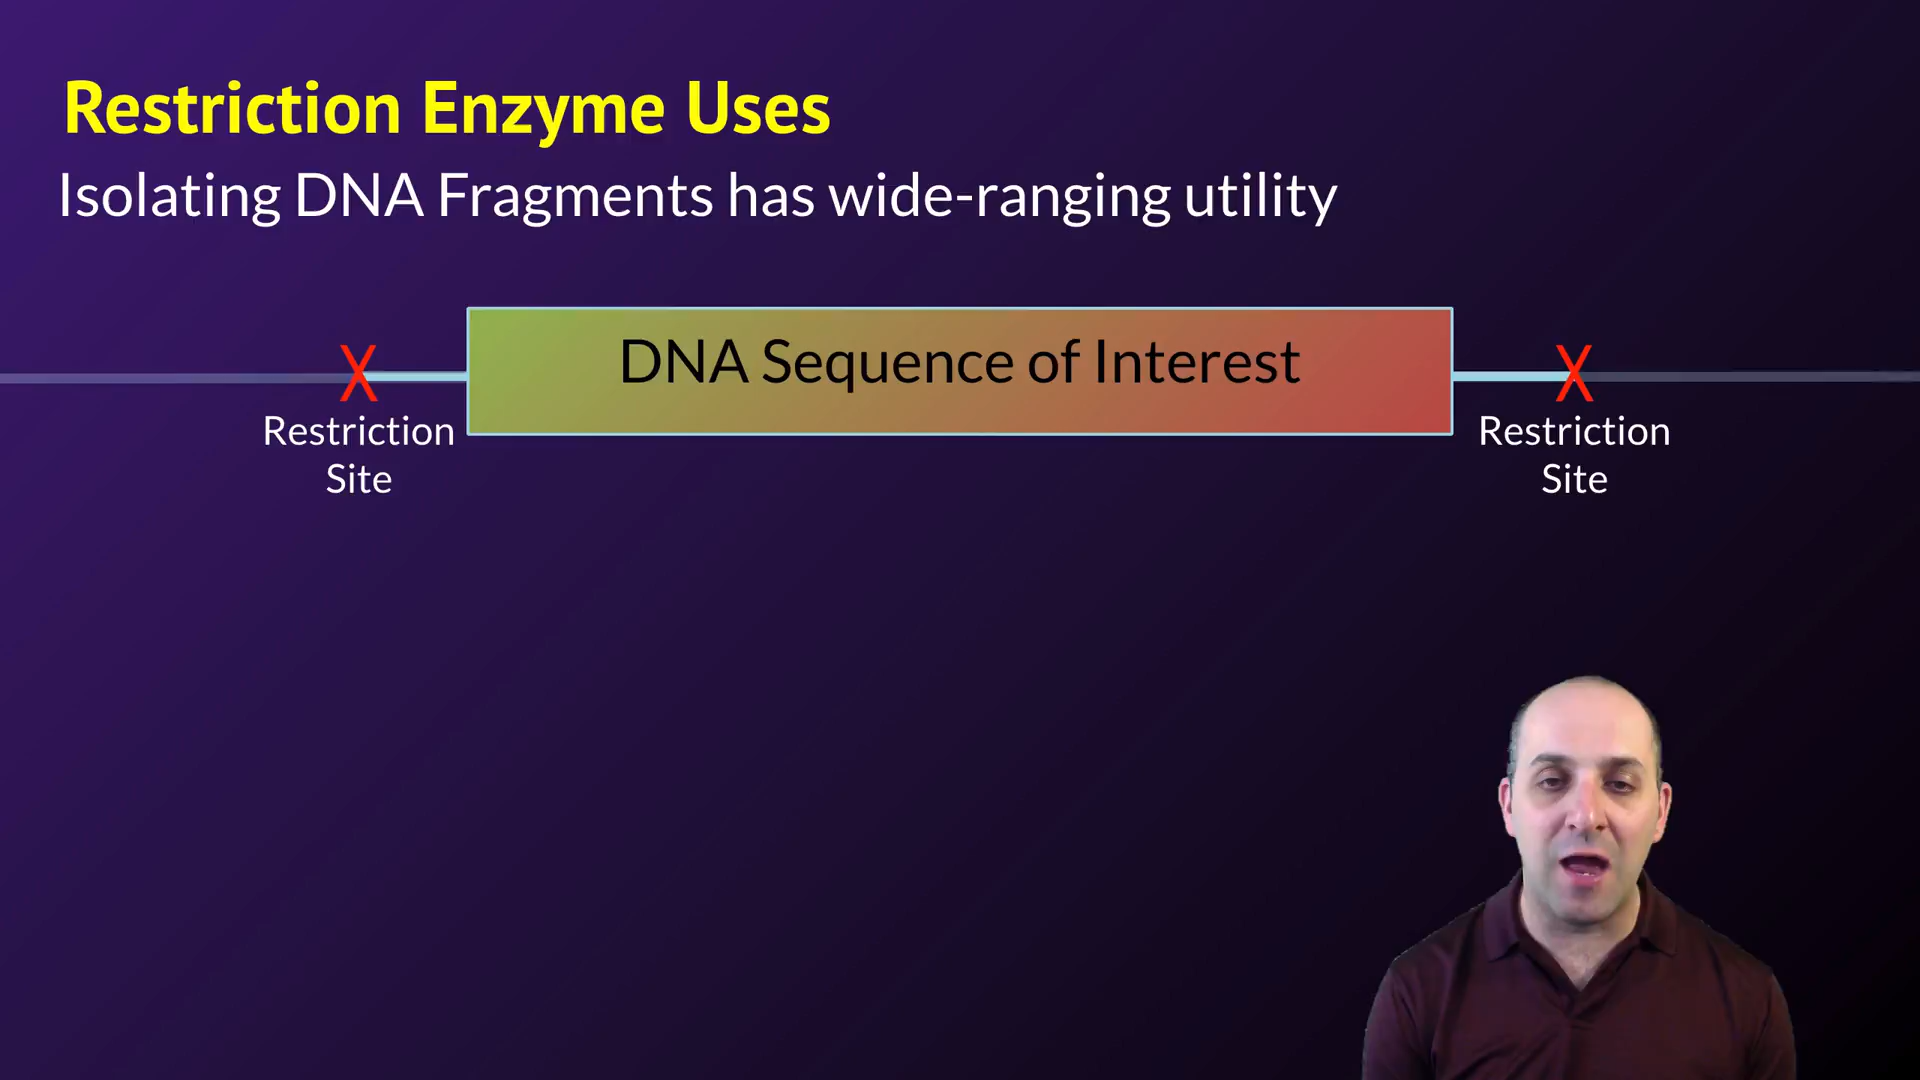 Restriction Enzyme Uses
Isolating DNA Fragments has wide-ranging utility
DNA Sequence of Interest
X
X
Restriction
Site
Restriction
Site